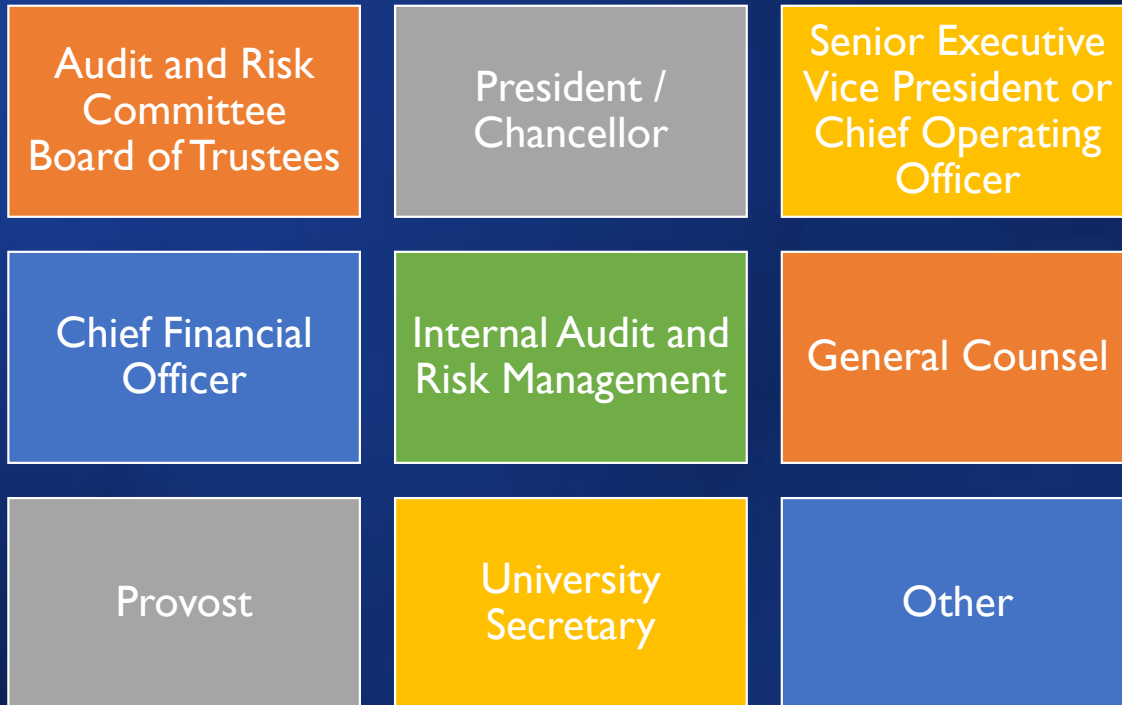 Audit and Risk
Committee
Board of Trustees
President /
Chancellor
Senior Executive
Vice President or
Chief Operating
Officer
Chief Financial
Officer
Internal Audit and
Risk Management
General Counsel
Provost
University
Secretary
Other